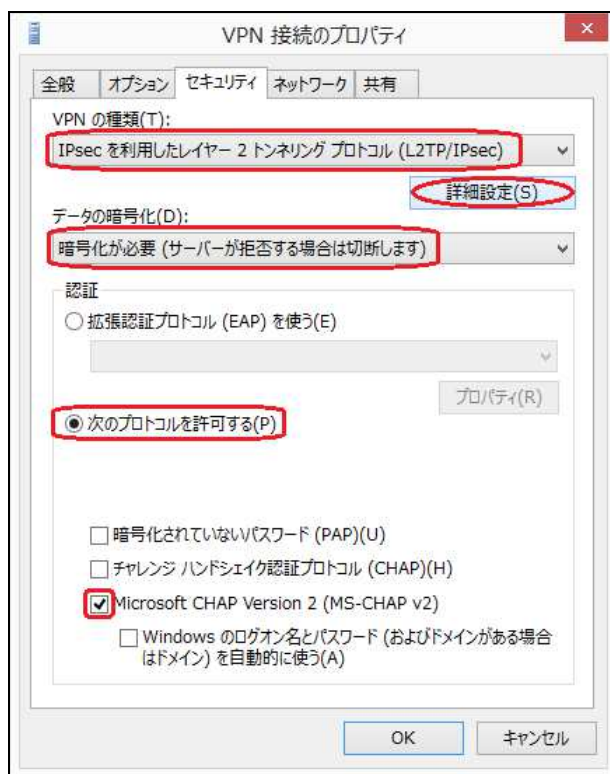 VPN 接続のプロパティ
全般 オプション セキュリティ ネットワーク 共有
VPN の種類(T):
IPsec を利用したレイヤー 2 トンネリング プロトコル (L2TP/IPsec)
詳細設定(S)
データの暗号化(D):
暗号化が必要 (サーバーが拒否する場合は切断します)
認証
拡張認証プロトコル (EAP) を使う(E)
プロパティ(R)
次のプロトコルを許可する(P)
暗号化されていないパスワード (PAP)(U)
チャレンジ ハンドシェイク認証プロトコル (CHAP)(H)
Microsoft CHAP Version 2 (MS-CHAP v2)
Windows のログオン名とパスワード (およびドメインがある場合
はドメイン) を自動的に使う(A)
OK キャンセル